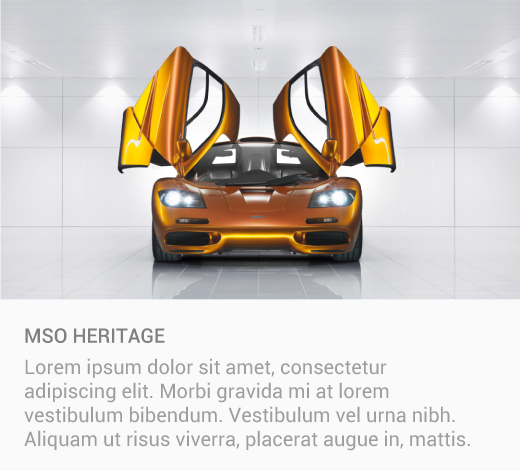 MSO HERITAGE
Lorem ipsum dolor sit amet, consectetur
adipiscing elit. Morbi gravida mi at lorem
vestibulum bibendum. Vestibulum vel urna nibh.
Aliquam ut risus viverra, placerat augue in, mattis.